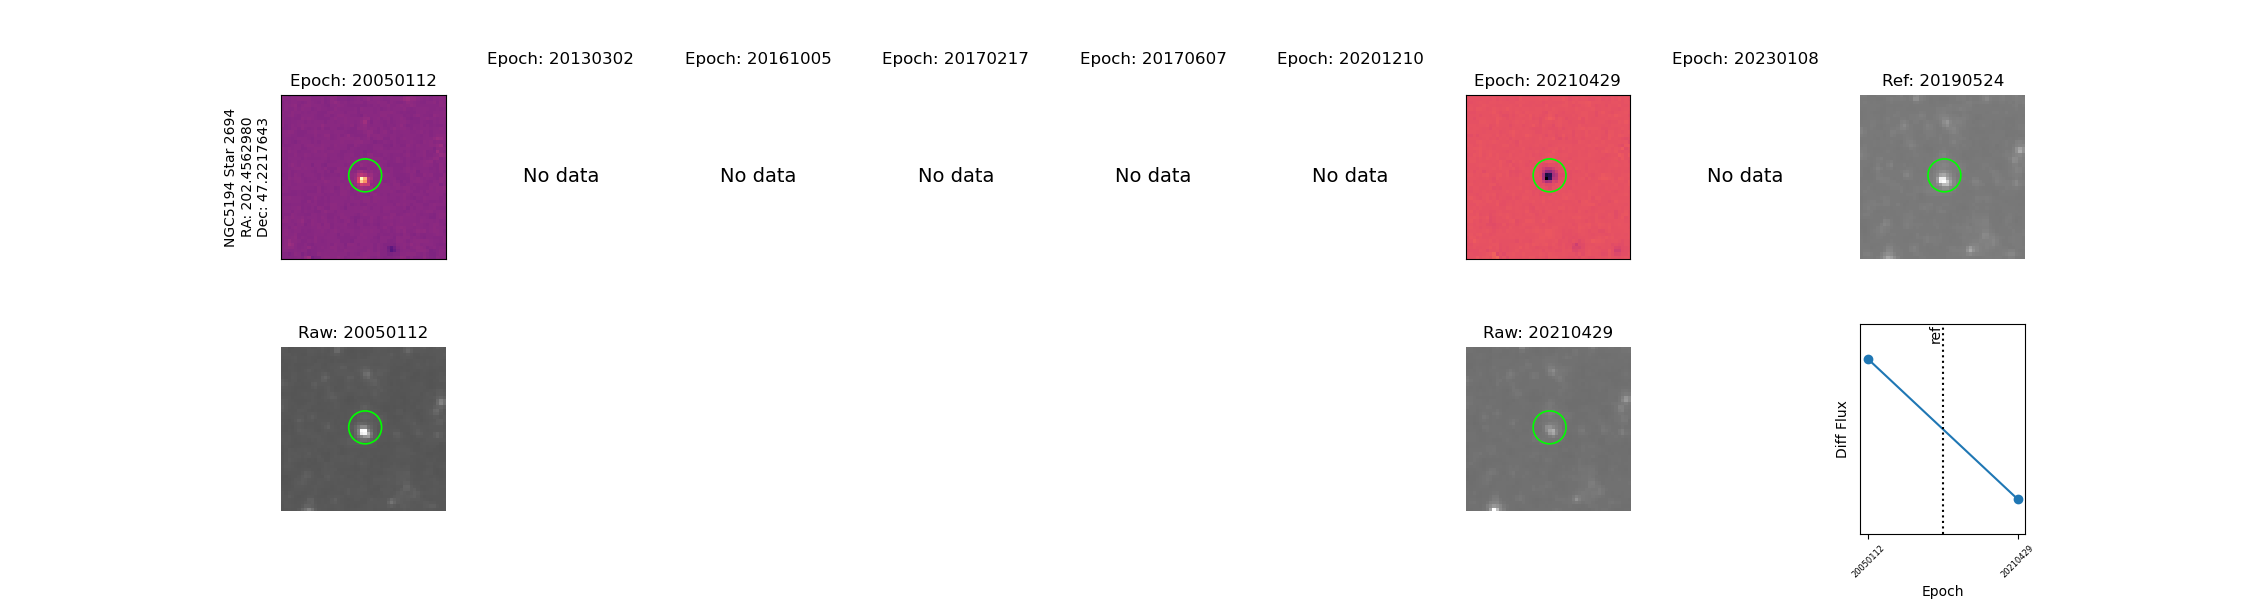 Epoch: 20050112
Epoch: 20130302
Epoch: 20161005
Epoch: 20170217
Epoch: 20170607
Epoch: 20201210
Epoch: 20210429
Epoch: 20230108
Ref: 20190524
NGC5194 Star 2694
RA: 202.4562980
Dec: 47.2217643
No data
No data
No data
No data
No data
No data
Raw: 20050112
Raw: 20210429
ref
Diff Flux
20050112
20210429
Epoch